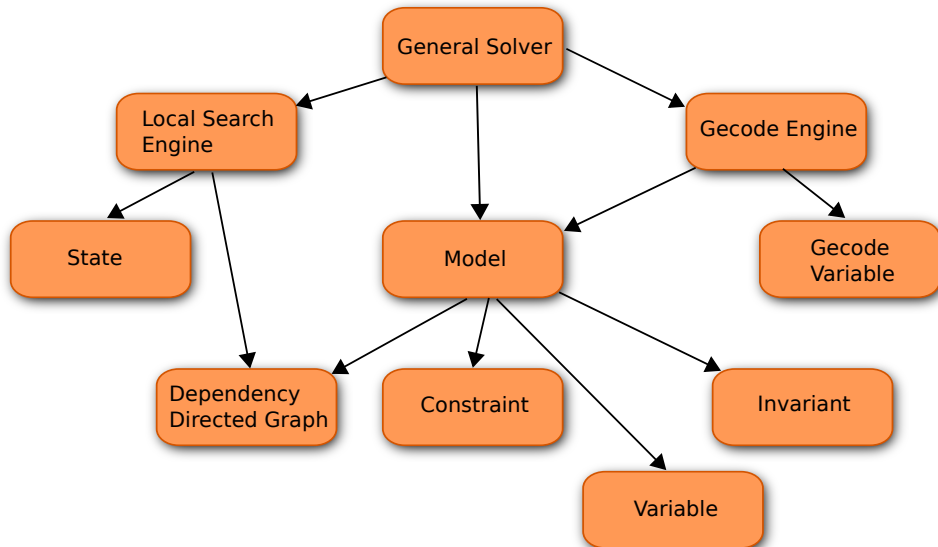 General Solver
Local Search
Engine
Gecode Engine
State
Model
Gecode
Variable
Dependency
Directed Graph
Constraint
Invariant
Variable